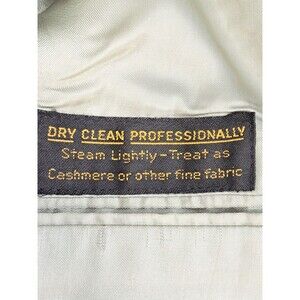 DRY CLEAN PROFESSIONALLY
Steam Lightly-Treat as
Cashmere or other fine fabric